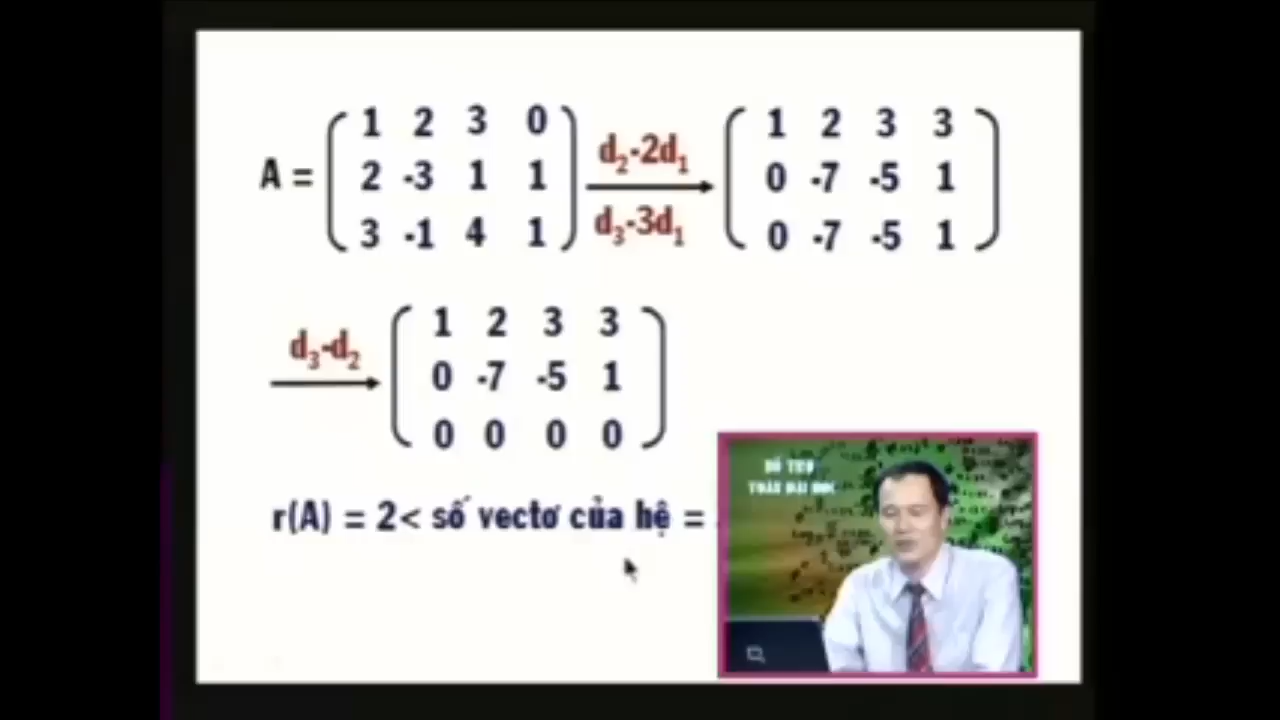 A = ( 1 2 3 0 ) d₂-2d₁ ( 1 2 3 3 )
2 -3 1 1 0 -7 -5 1
3 -1 4 1 d₃-3d₁ 0 -7 -5 1
d₃-d₂ ( 1 2 3 3 )
0 -7 -5 1
0 0 0 0
r(A) = 2< số vectơ của hệ =